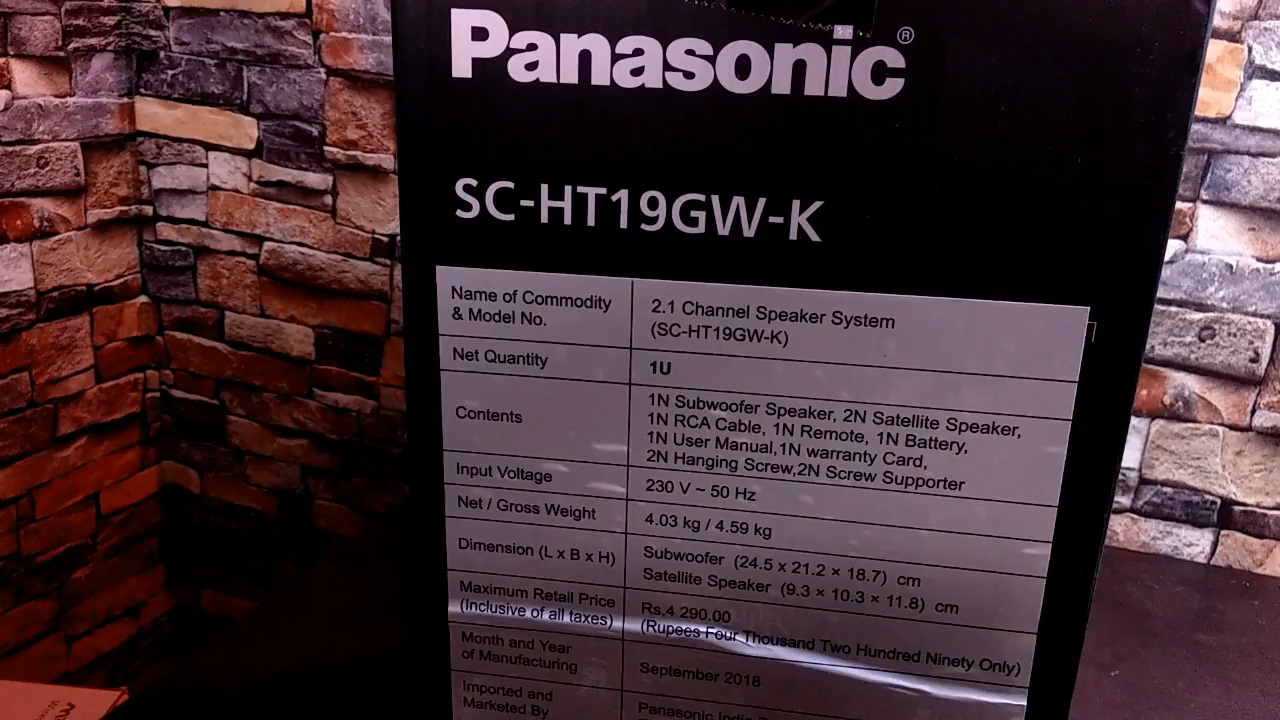 Panasonic®
SC-HT19GW-K
Name of Commodity
& Model No.
2.1 Channel Speaker System
(SC-HT19GW-K)
Net Quantity
1U
Contents
1N Subwoofer Speaker, 2N Satellite Speaker,
1N RCA Cable, 1N Remote, 1N Battery,
1N User Manual,1N warranty Card,
2N Hanging Screw,2N Screw Supporter
Input Voltage
230 V ~ 50 Hz
Net / Gross Weight
4.03 kg / 4.59 kg
Dimension (L x B x H)
Subwoofer (24.5 x 21.2 × 18.7) cm
Satellite Speaker (9.3 × 10.3 × 11.8) cm
Maximum Retail Price
(Inclusive of all taxes)
Rs.4 290.00
(Rupees Four Thousand Two Hundred Ninety Only)
Month and Year
of Manufacturing
September 2018
Imported and
Marketed By
Panasonic India